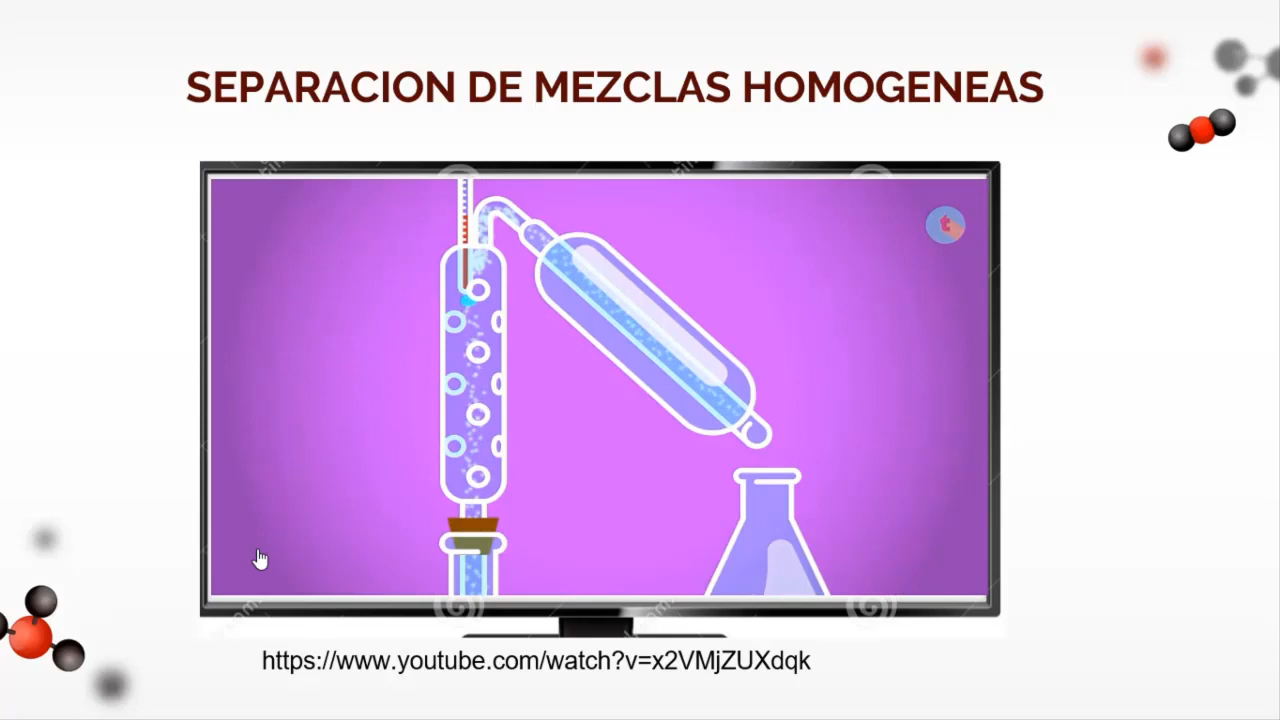 SEPARACION DE MEZCLAS HOMOGENEAS
t
https://www.youtube.com/watch?v=x2VMjZUXdqk